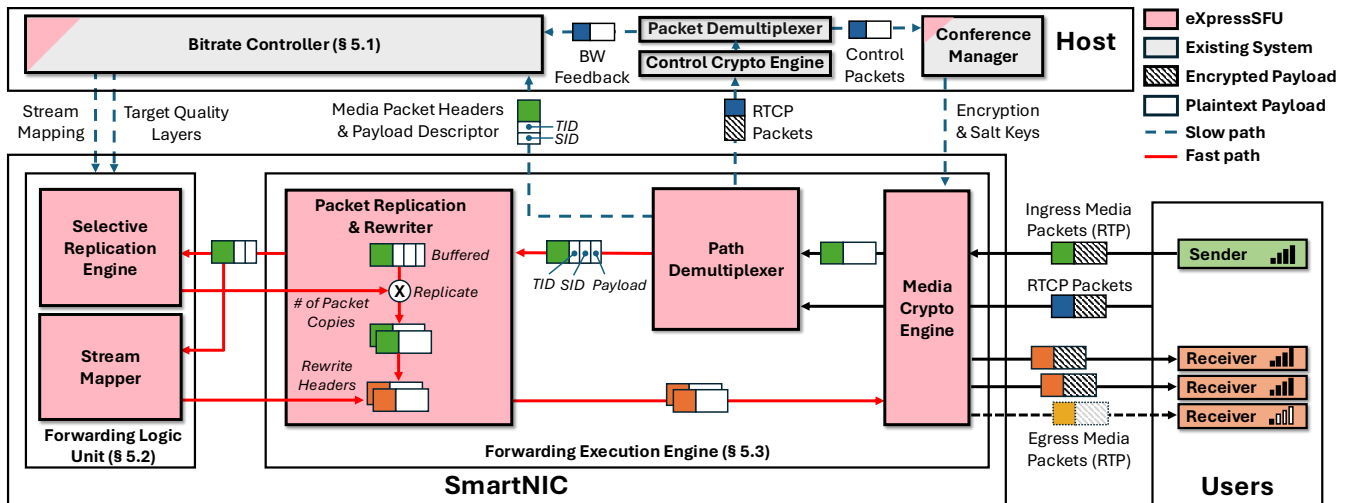 Bitrate Controller (§ 5.1)
BW
Feedback
Packet Demultiplexer
Control Crypto Engine
Control
Packets
Conference
Manager
Host
eXpressSFU
Existing System
Encrypted Payload
Plaintext Payload
Slow path
Fast path
Stream
Mapping
Target Quality
Layers
Media Packet Headers
& Payload Descriptor
TID
SID
RTCP
Packets
Encryption
& Salt Keys
Selective
Replication
Engine
Stream
Mapper
Forwarding Logic
Unit (§ 5.2)
Packet Replication
& Rewriter
Buffered
X
Replicate
# of Packet
Copies
Rewrite
Headers
TID SID Payload
Path
Demultiplexer
Media
Crypto
Engine
Forwarding Execution Engine (§ 5.3)
SmartNIC
Ingress Media
Packets (RTP)
RTCP Packets
Egress Media
Packets (RTP)
Sender
Receiver
Receiver
Receiver
Users